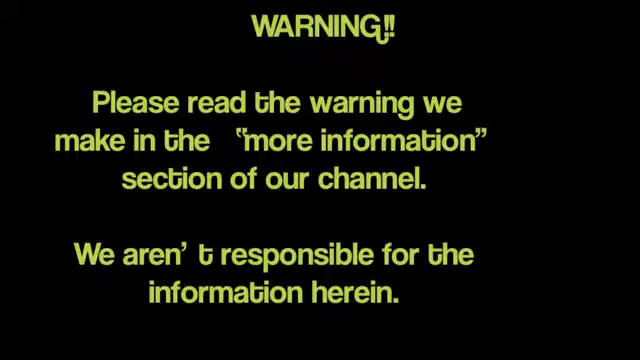 WARNING!!
Please read the warning we
make in the “more information”
section of our channel.
We aren’ t responsible for the
information herein.